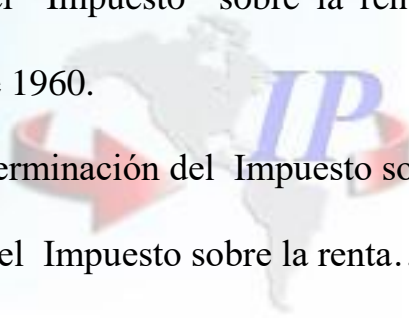 el Impuesto sobre la ren
1960.
erminación del Impuesto so
el Impuesto sobre la renta..
IP